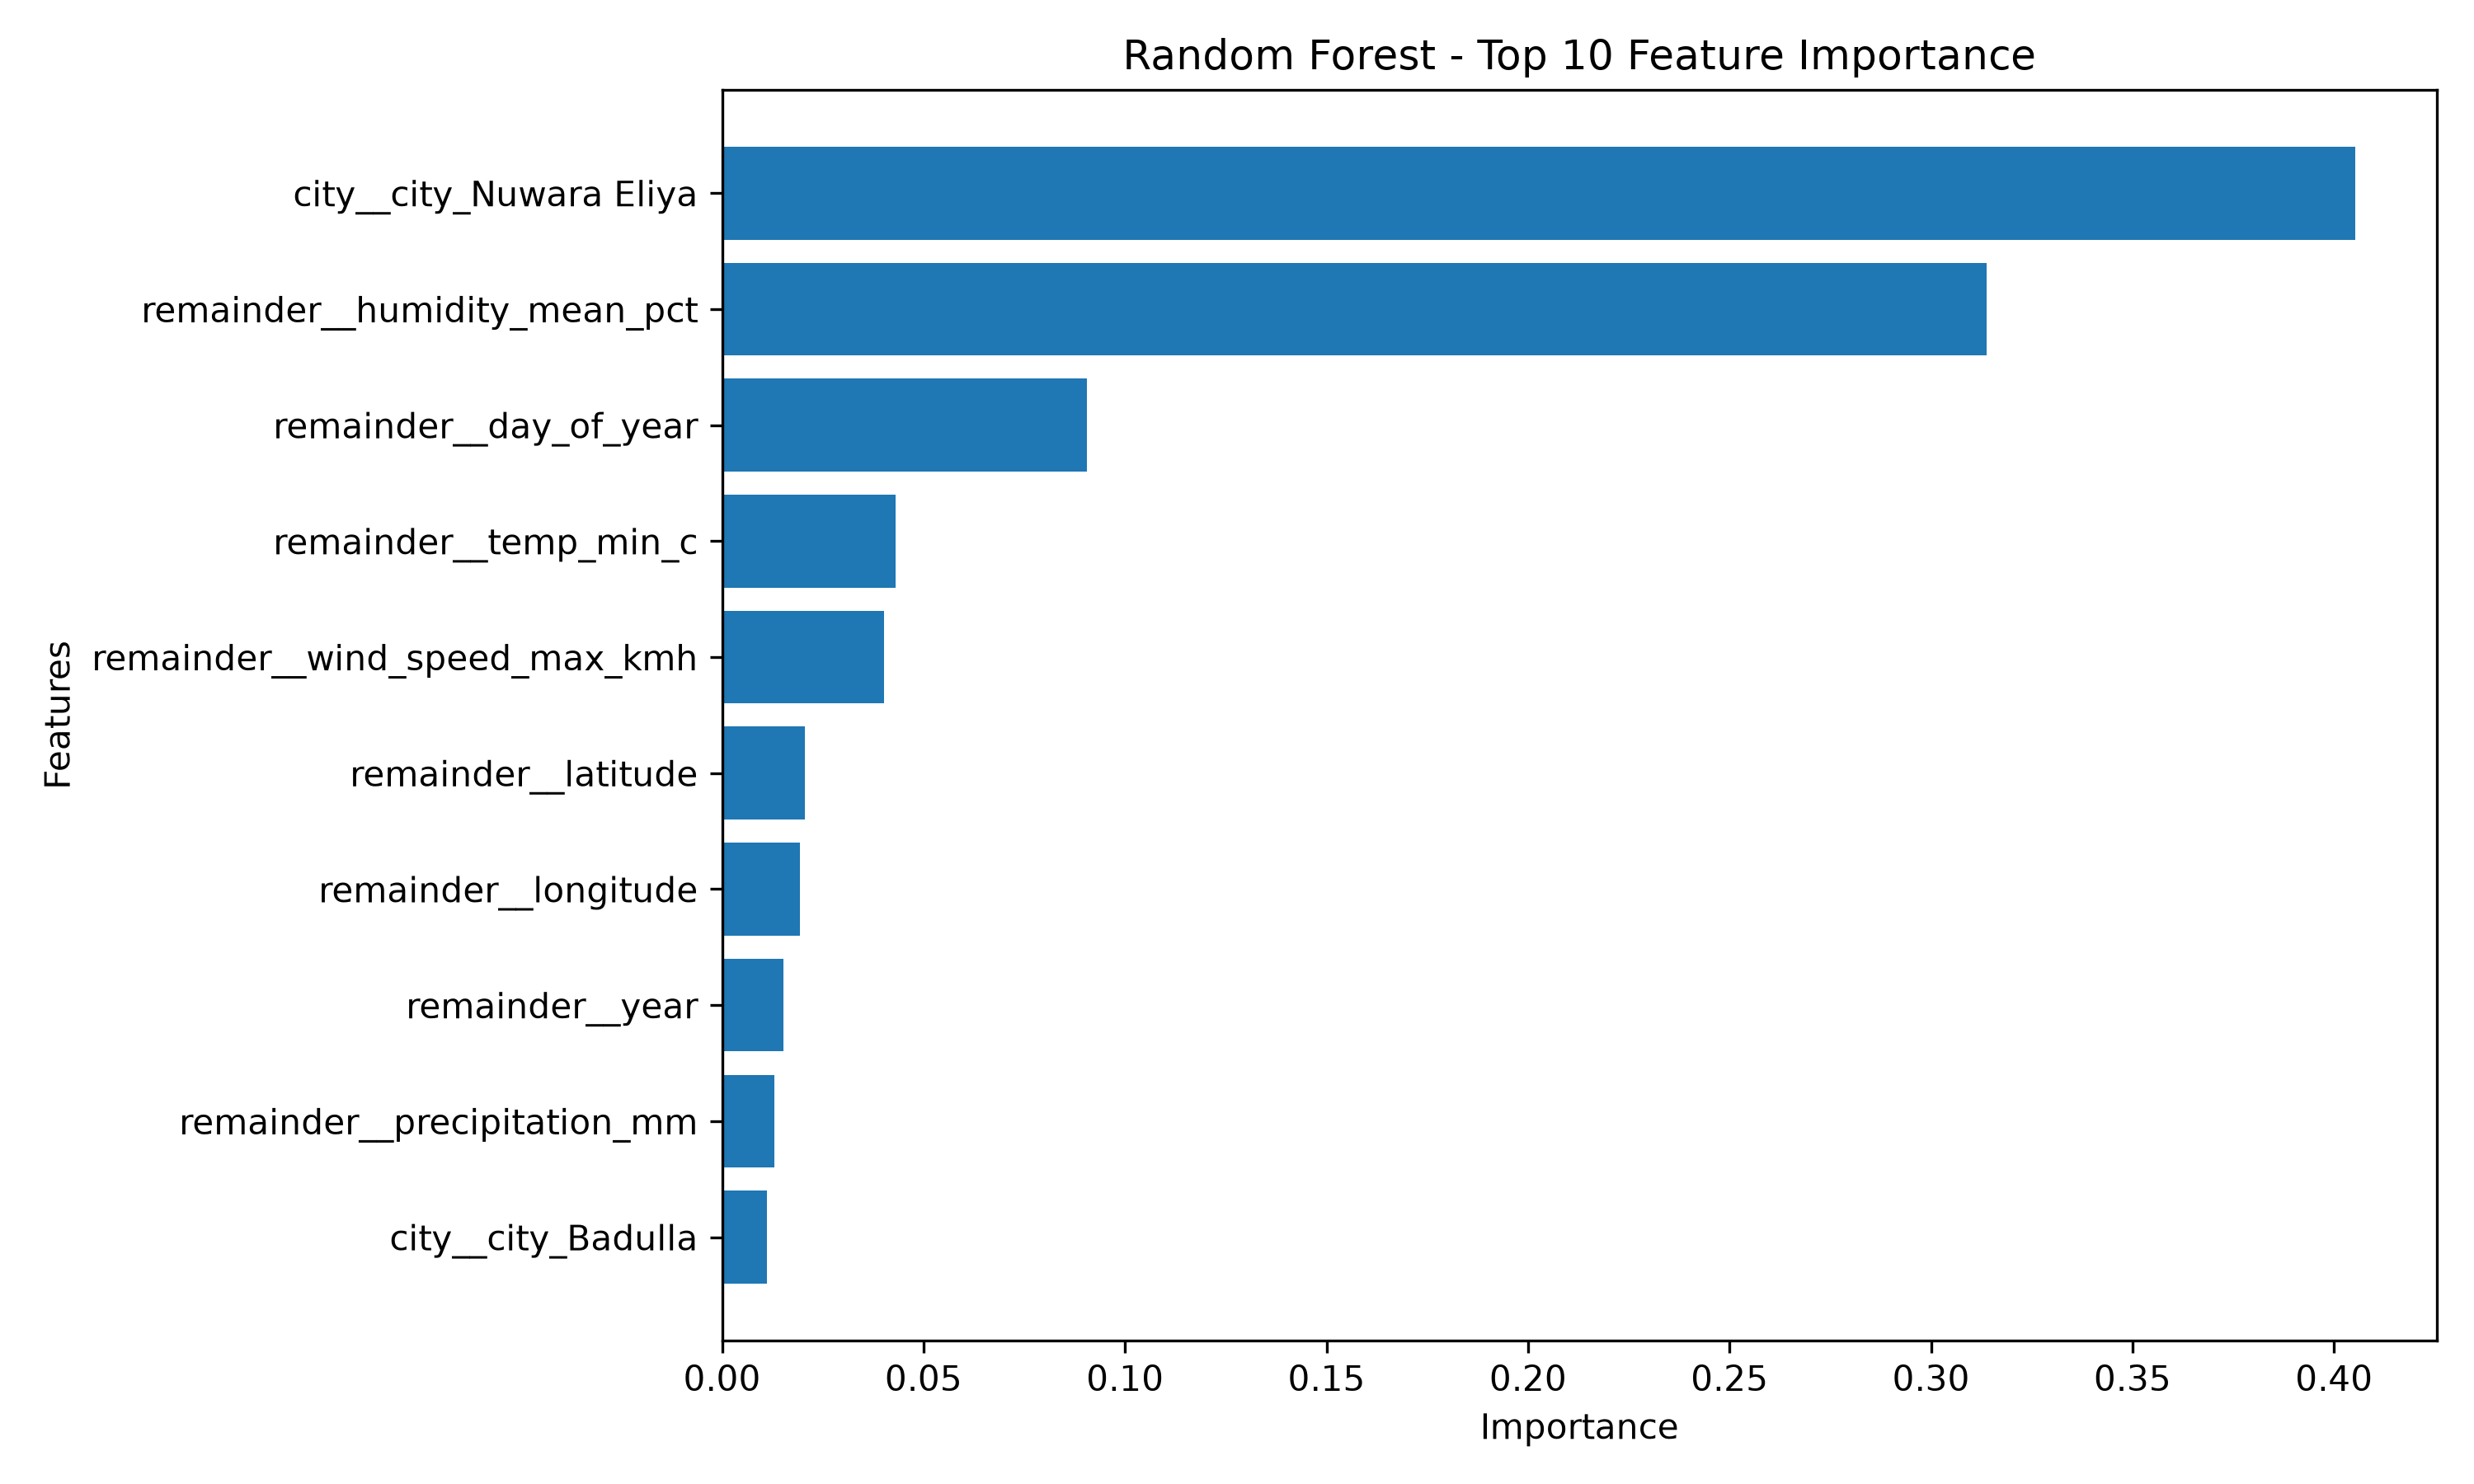 Random Forest - Top 10 Feature Importance
city__city_Nuwara Eliya
remainder__humidity_mean_pct
remainder__day_of_year
remainder__temp_min_c
remainder__wind_speed_max_kmh
remainder__latitude
remainder__longitude
remainder__year
remainder__precipitation_mm
city__city_Badulla
Features
0.00 0.05 0.10 0.15 0.20 0.25 0.30 0.35 0.40
Importance